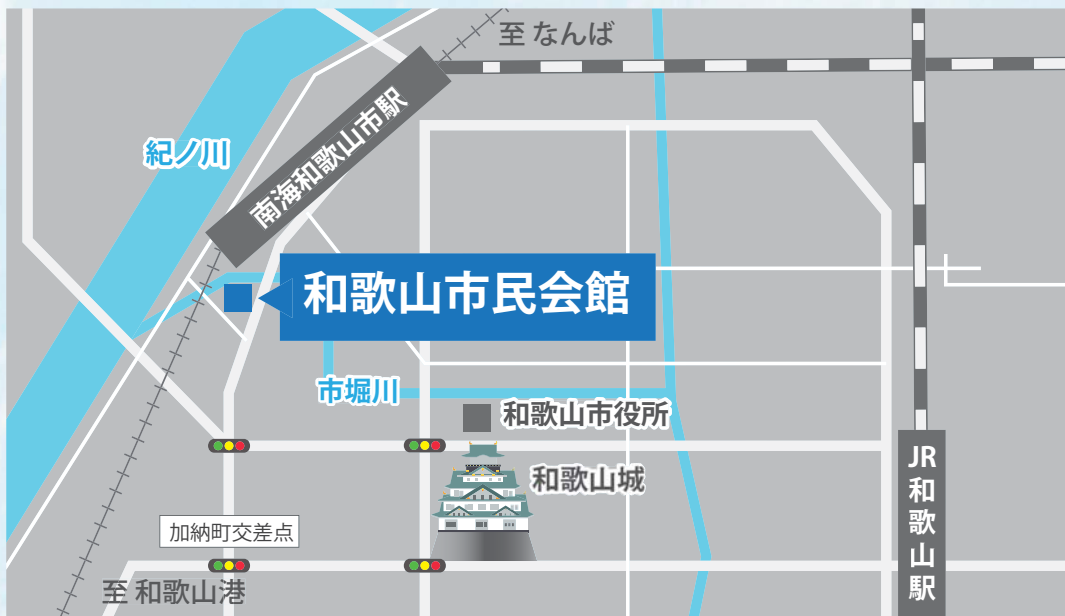 至 なんば
紀ノ川
南海和歌山市駅
和歌山市民会館
市堀川
和歌山市役所
和歌山城
JR和歌山駅
加納町交差点
至 和歌山港